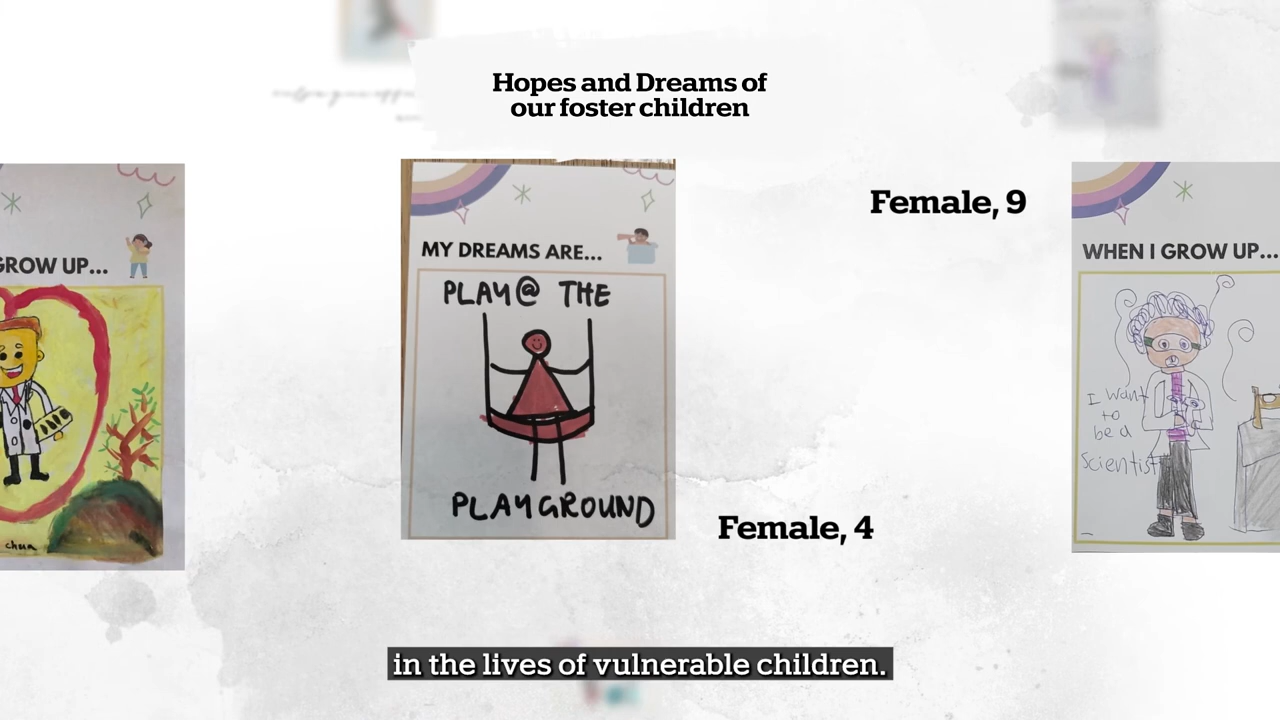 Hopes and Dreams of
our foster children
GROW UP...
chun
MY DREAMS ARE...
PLAY@ THE
PLAYGROUND
Female, 4
Female, 9
WHEN I GROW UP...
I want
to
be a
Scientist
in the lives of vulnerable children.